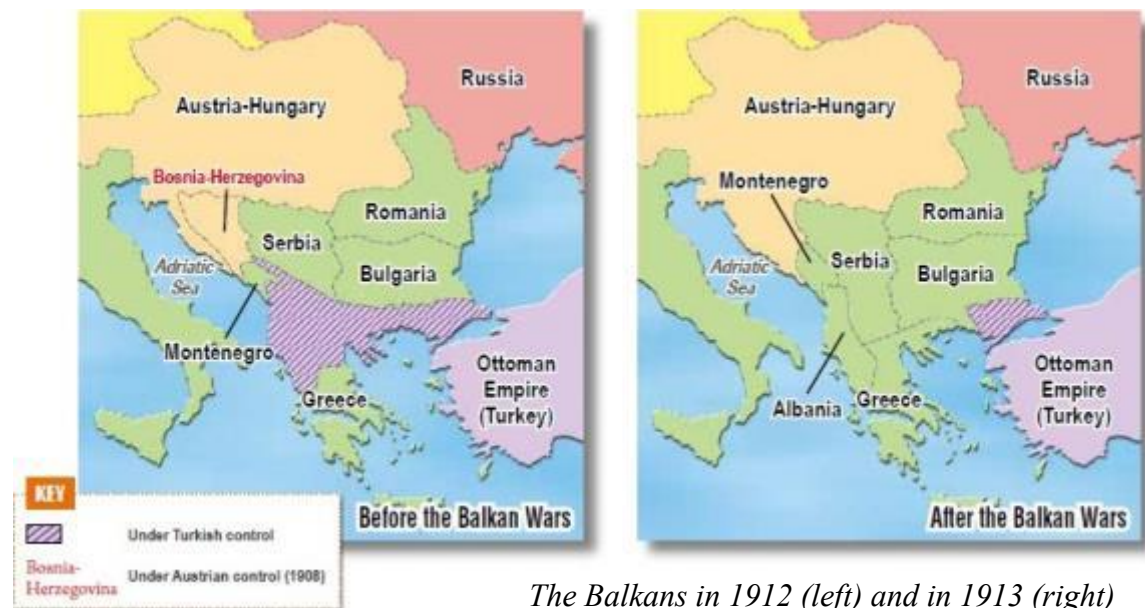 Russia
Austria-Hungary
Bosnia-Herzegovina
Romania
Serbia
Adriatic
Sea
Bulgaria
Montenegro
Greece
Ottoman
Empire
(Turkey)
Before the Balkan Wars
Russia
Austria-Hungary
Montenegro
Romania
Serbia
Adriatic
Sea
Bulgaria
Albania
Greece
Ottoman
Empire
(Turkey)
After the Balkan Wars
KEY
Under Turkish control
Bosnia-
Herzegovina
Under Austrian control (1908)
The Balkans in 1912 (left) and in 1913 (right)